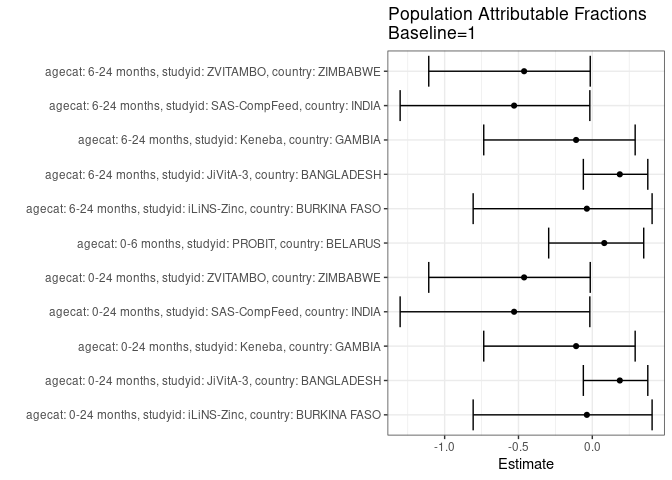 Population Attributable Fractions
Baseline=1
agecat: 6-24 months, studyid: ZVITAMBO, country: ZIMBABWE
agecat: 6-24 months, studyid: SAS-CompFeed, country: INDIA
agecat: 6-24 months, studyid: Keneba, country: GAMBIA
agecat: 6-24 months, studyid: JiVitA-3, country: BANGLADESH
agecat: 6-24 months, studyid: iLiNS-Zinc, country: BURKINA FASO
agecat: 0-6 months, studyid: PROBIT, country: BELARUS
agecat: 0-24 months, studyid: ZVITAMBO, country: ZIMBABWE
agecat: 0-24 months, studyid: SAS-CompFeed, country: INDIA
agecat: 0-24 months, studyid: Keneba, country: GAMBIA
agecat: 0-24 months, studyid: JiVitA-3, country: BANGLADESH
agecat: 0-24 months, studyid: iLiNS-Zinc, country: BURKINA FASO
-1.0 -0.5 0.0
Estimate